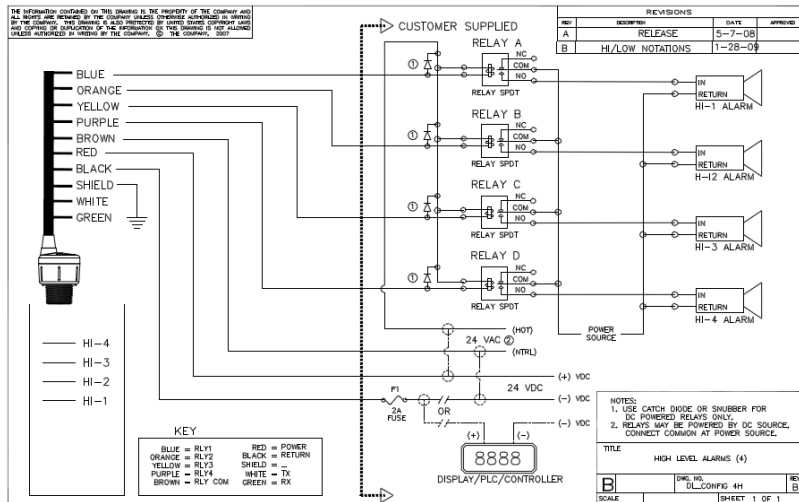 THE INFORMATION CONTAINED ON THIS DRAWING IS THE PROPERTY OF THE COMPANY AND
ALL RIGHTS ARE RETAINED BY THE COMPANY UNLESS OTHERWISE AUTHORIZED IN WRITING
BY THE COMPANY. THIS DRAWING IS ALSO PROTECTED BY UNITED STATES COPYRIGHT LAWS
AND COPYING OR DUPLICATION OF THE INFORMATION ON THIS DRAWING IS NOT ALLOWED
UNLESS AUTHORIZED IN WRITING BY THE COMPANY. © THE COMPANY, 2007
REVISIONS
REV DESCRIPTION DATE APPROVED
A RELEASE 5-7-08
B HI/LOW NOTATIONS 1-28-09
CUSTOMER SUPPLIED
BLUE
ORANGE
YELLOW
PURPLE
BROWN
RED
BLACK
SHIELD
WHITE
GREEN
RELAY A
1
NC
COM
NO
RELAY SPDT
IN
RETURN
HI-1 ALARM
RELAY B
1
NC
COM
NO
RELAY SPDT
IN
RETURN
H-I2 ALARM
RELAY C
1
NC
COM
NO
RELAY SPDT
IN
RETURN
HI-3 ALARM
RELAY D
1
NC
COM
NO
RELAY SPDT
IN
RETURN
HI-4 ALARM
HI-4
HI-3
HI-2
HI-1
(HOT)
24 VAC 2
(NTRL)
POWER
SOURCE
(+) VDC
24 VDC
(-) VDC
(-) VDC
F1
2A
FUSE
OR
(+) (-)
8888
DISPLAY/PLC/CONTROLLER
KEY
BLUE = RLY1
ORANGE = RLY2
YELLOW = RLY3
PURPLE = RLY4
BROWN = RLY COM
RED = POWER
BLACK = RETURN
SHIELD = _
WHITE = TX
GREEN = RX
NOTES:
1. USE CATCH DIODE OR SNUBBER FOR
DC POWERED RELAYS ONLY.
2. RELAYS MAY BE POWERED BY DC SOURCE,
CONNECT COMMON AT POWER SOURCE.
TITLE
HIGH LEVEL ALARMS (4)
B
DWG. NO.
DL_CONFIG 4H
REV
B
SCALE
SHEET 1 OF 1